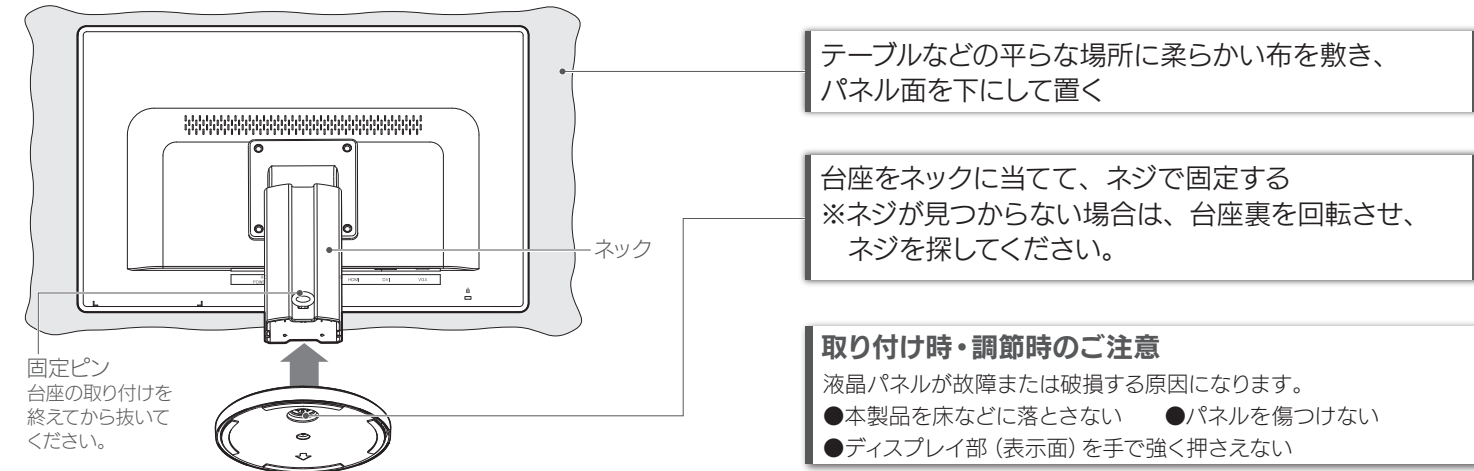 テーブルなどの平らな場所に柔らかい布を敷き、
パネル面を下にして置く
台座をネックに当てて、ネジで固定する
※ネジが見つからない場合は、台座裏を回転させ、
ネジを探してください。
ネック
HDMI
DVI
VGA
固定ピン
台座の取り付けを
終えてから抜いて
ください。
取り付け時・調節時のご注意
液晶パネルが故障または破損する原因になります。
●本製品を床などに落とさない ●パネルを傷つけない
●ディスプレイ部（表示面）を手で強く押さえない